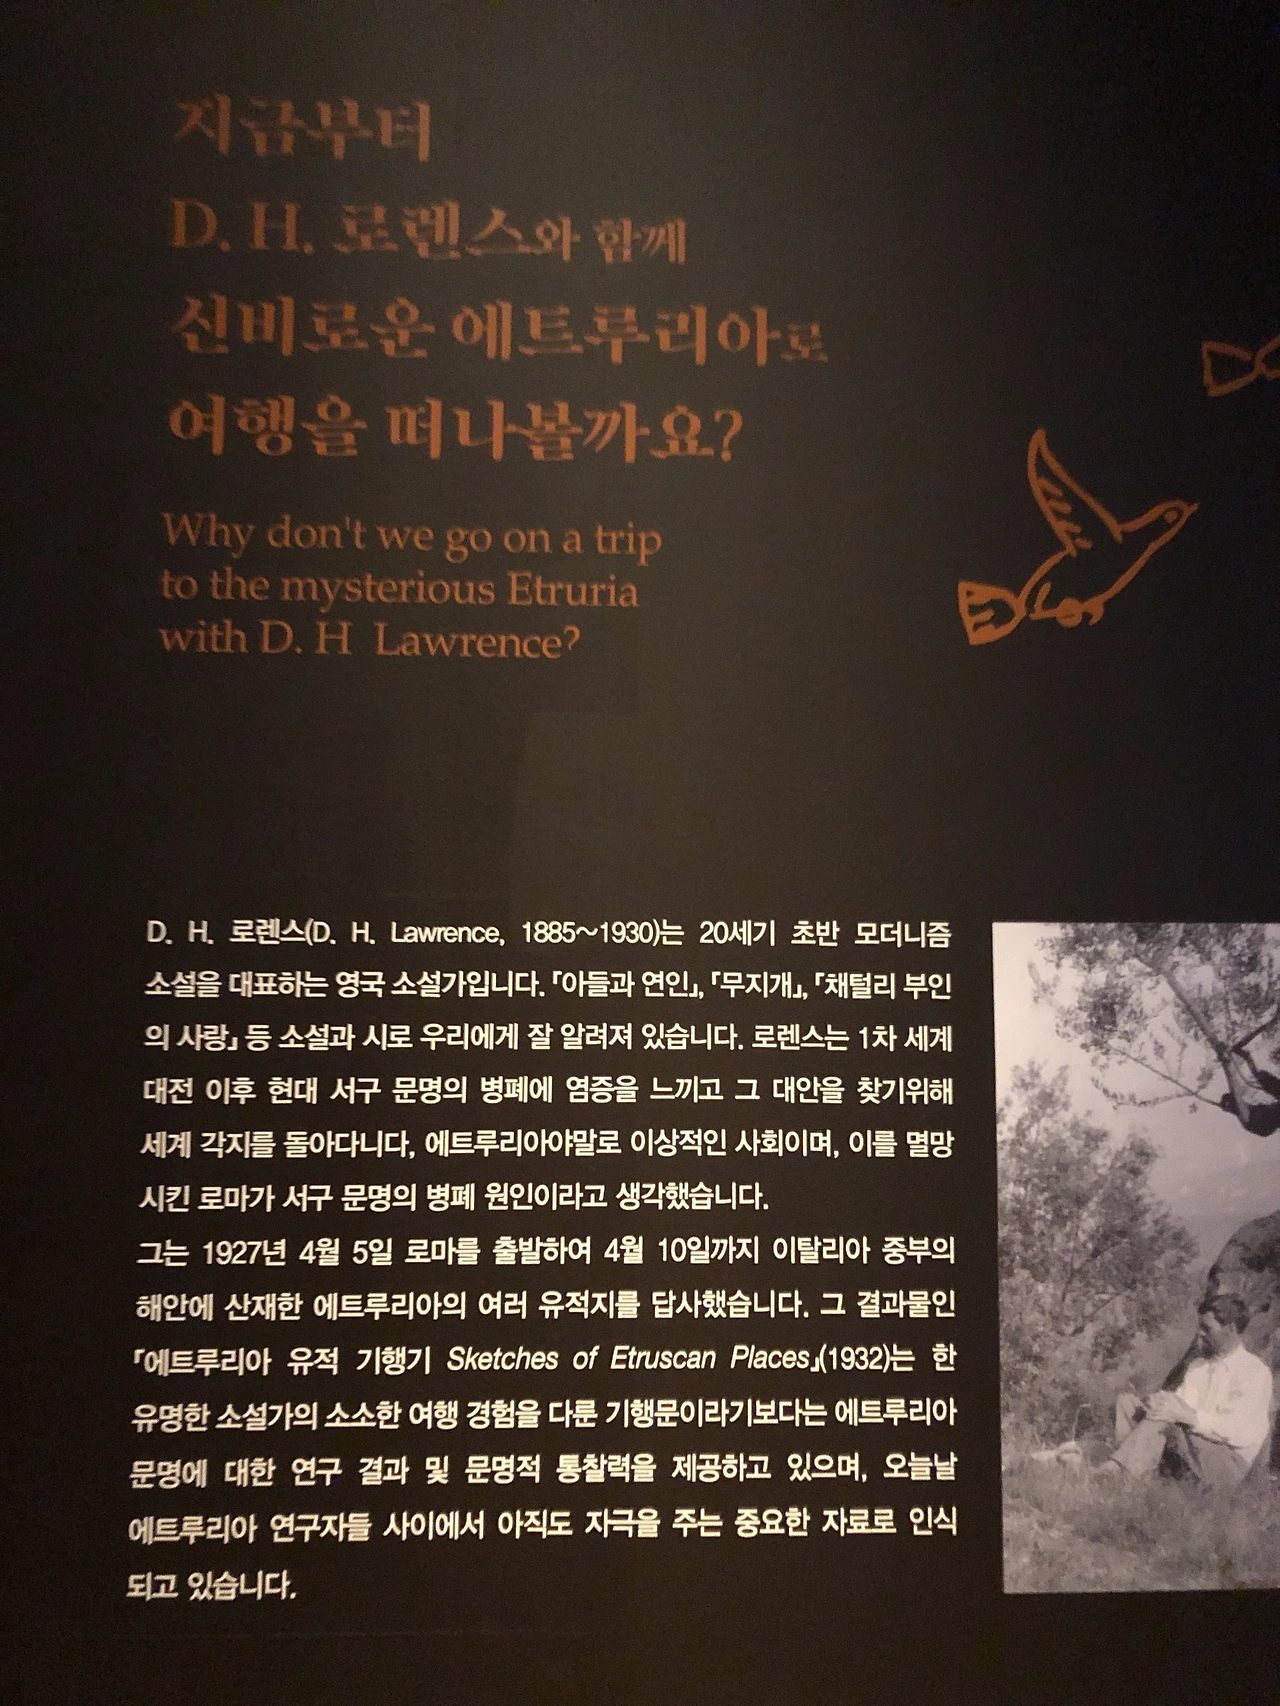 지금부터
D. H. 로렌스와 함께
신비로운 에트루리아로
여행을 떠나볼까요?
Why don't we go on a trip
to the mysterious Etruria
with D. H Lawrence?
D. H. 로렌스(D. H. Lawrence, 1885~1930)는 20세기 초반 모더니즘
소설을 대표하는 영국 소설가입니다. 「아들과 연인」, 「무지개」, 「채털리 부인
의 사랑」 등 소설과 시로 우리에게 잘 알려져 있습니다. 로렌스는 1차 세계
대전 이후 현대 서구 문명의 병폐에 염증을 느끼고 그 대안을 찾기위해
세계 각지를 돌아다니다, 에트루리아야말로 이상적인 사회이며, 이를 멸망
시킨 로마가 서구 문명의 병폐 원인이라고 생각했습니다.
그는 1927년 4월 5일 로마를 출발하여 4월 10일까지 이탈리아 중부의
해안에 산재한 에트루리아의 여러 유적지를 답사했습니다. 그 결과물인
「에트루리아 유적 기행기 Sketches of Etruscan Places」(1932)는 한
유명한 소설가의 소소한 여행 경험을 다룬 기행문이라기보다는 에트루리아
문명에 대한 연구 결과 및 문명적 통찰력을 제공하고 있으며, 오늘날
에트루리아 연구자들 사이에서 아직도 자극을 주는 중요한 자료로 인식
되고 있습니다.